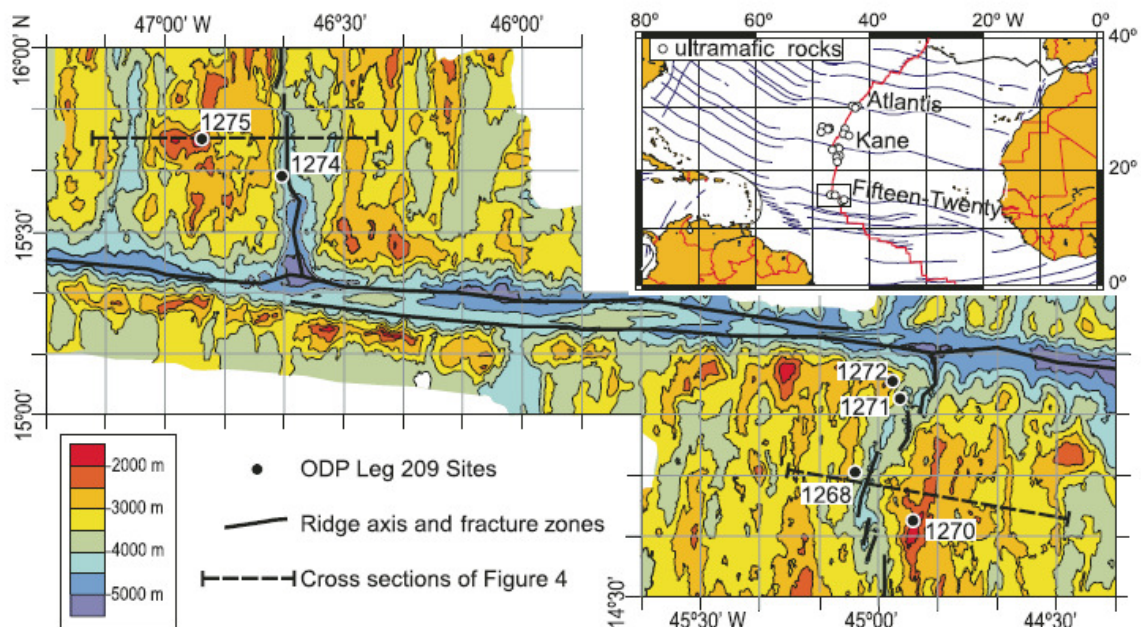 47º00' W
46º30'
46º00'
80º
60º
40º
20º W
0º
16º00'
40º
ultramafic rocks
Atlantis
1275
Kane
1274
20º
Fifteen-Twenty
15º30'
0º
1272
1271
15º00'
2000 m
ODP Leg 209 Sites
1268
3000 m
Ridge axis and fracture zones
1270
4000 m
Cross sections of Figure 4
5000 m
14º30'
45º30' W
45º00'
44º30'